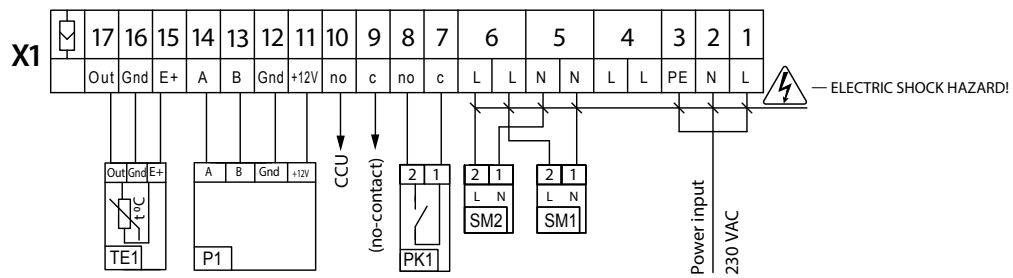 X1
17 16 15 14 13 12 11 10 9 8 7 6 5 4 3 2 1
Out Gnd E+ A B Gnd +12V no c no c L L N N L L PE N L
ELECTRIC SHOCK HAZARD!
Out Gnd E+
t°C
TE1
A B Gnd +12V
P1
CCU
(no-contact)
2 1
PK1
2 1
L N
SM2
2 1
L N
SM1
Power input
230 VAC